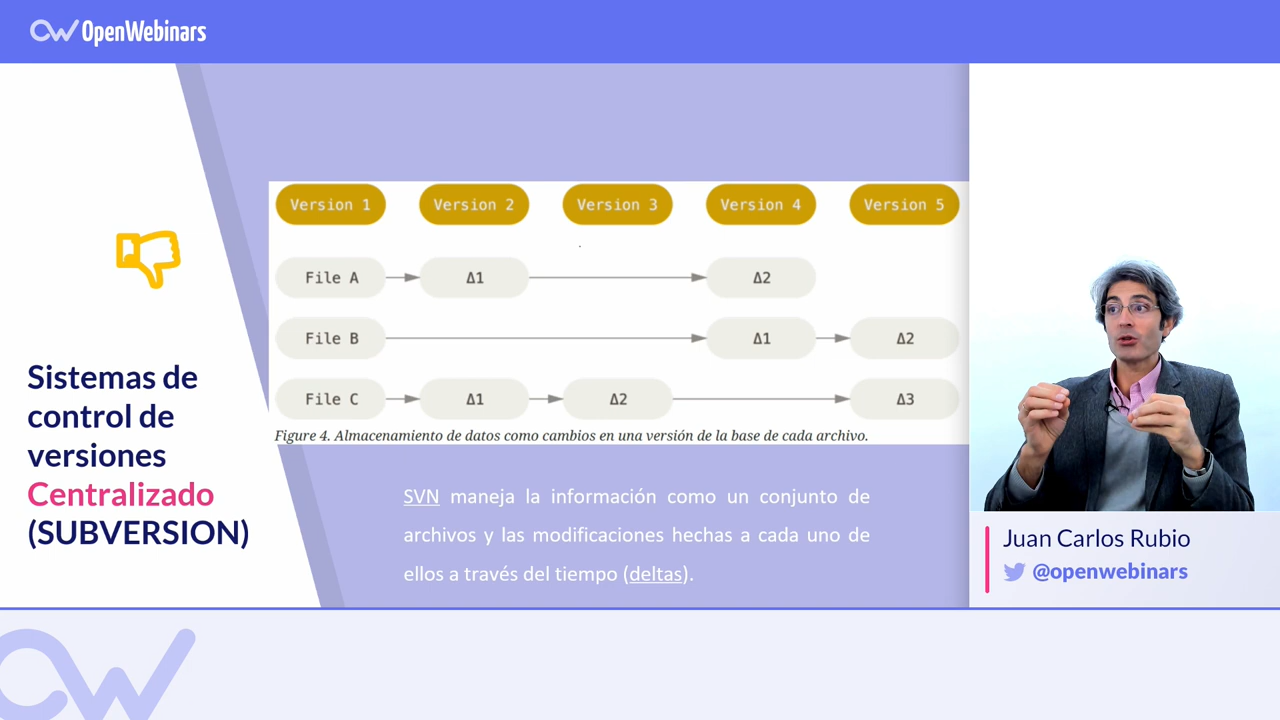 OpenWebinars
Version 1 Version 2 Version 3 Version 4 Version 5
File A Δ1 Δ2
File B Δ1 Δ2
File C Δ1 Δ2 Δ3
Figure 4. Almacenamiento de datos como cambios en una versión de la base de cada archivo.
Sistemas de
control de
versiones
Centralizado
(SUBVERSION)
SVN maneja la información como un conjunto de
archivos y las modificaciones hechas a cada uno de
ellos a través del tiempo (deltas).
Juan Carlos Rubio
@openwebinars